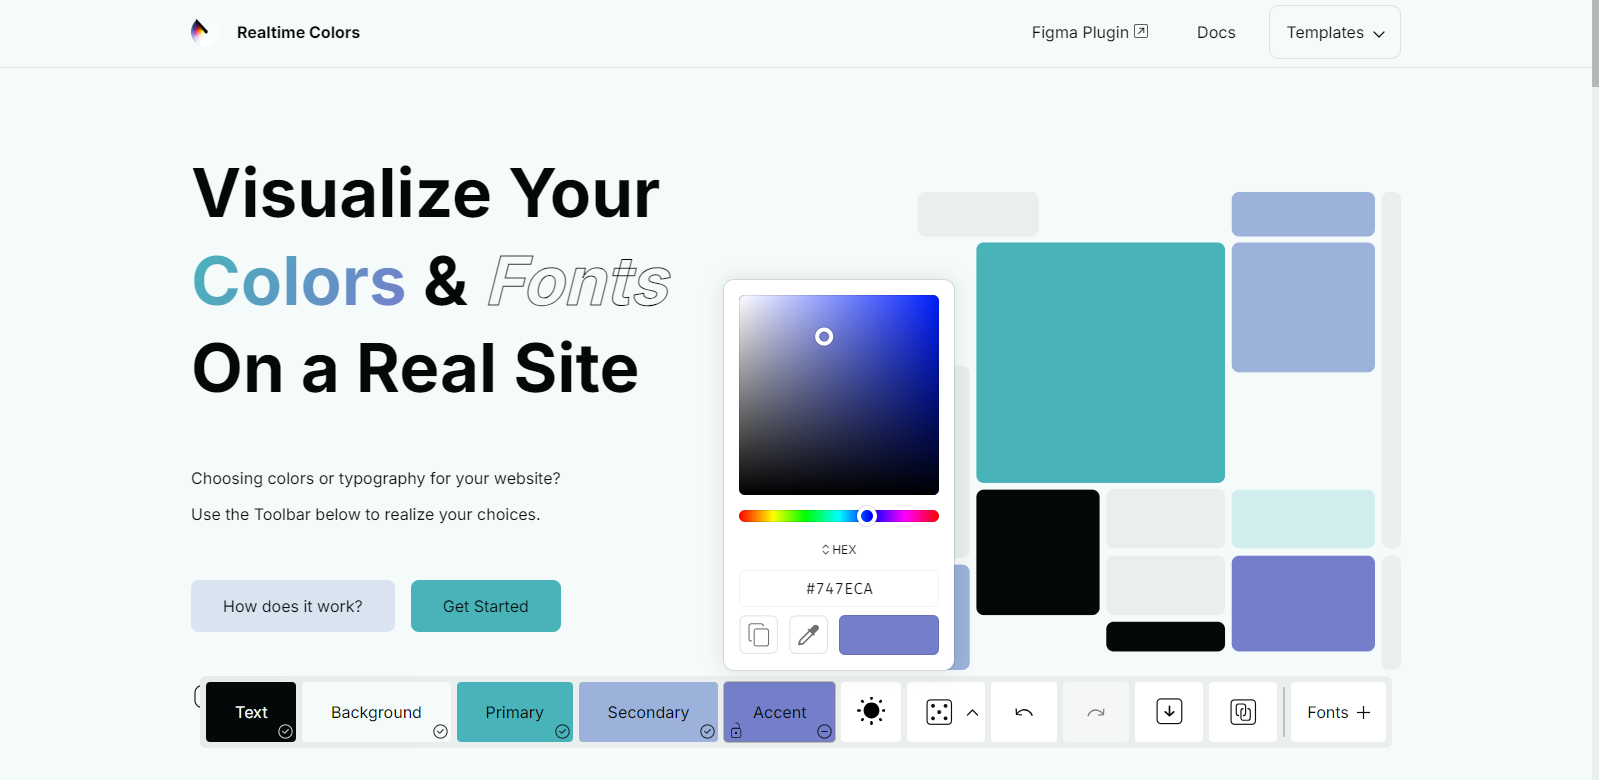 Realtime Colors
Figma Plugin
Docs
Templates
Visualize Your
Colors & Fonts
On a Real Site
Choosing colors or typography for your website?
Use the Toolbar below to realize your choices.
How does it work?
Get Started
HEX
#747ECA
Text
Background
Primary
Secondary
Accent
Fonts